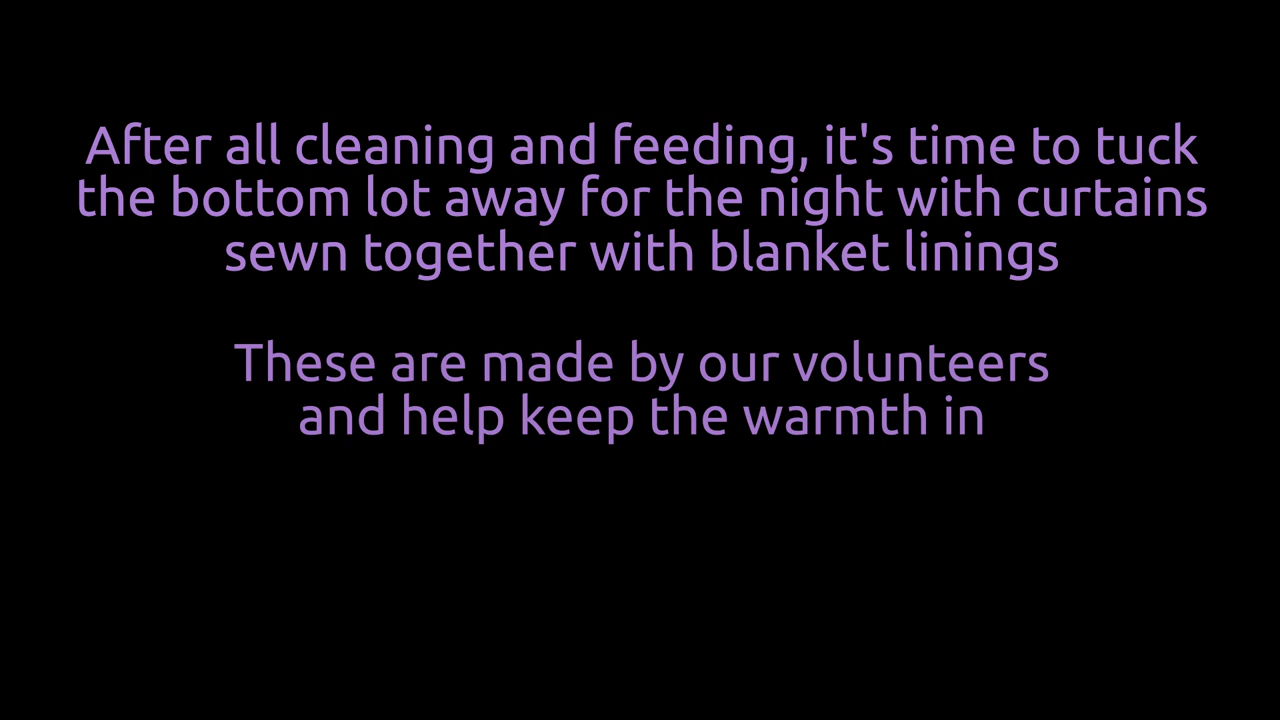 After all cleaning and feeding, it's time to tuck
the bottom lot away for the night with curtains
sewn together with blanket linings
These are made by our volunteers
and help keep the warmth in